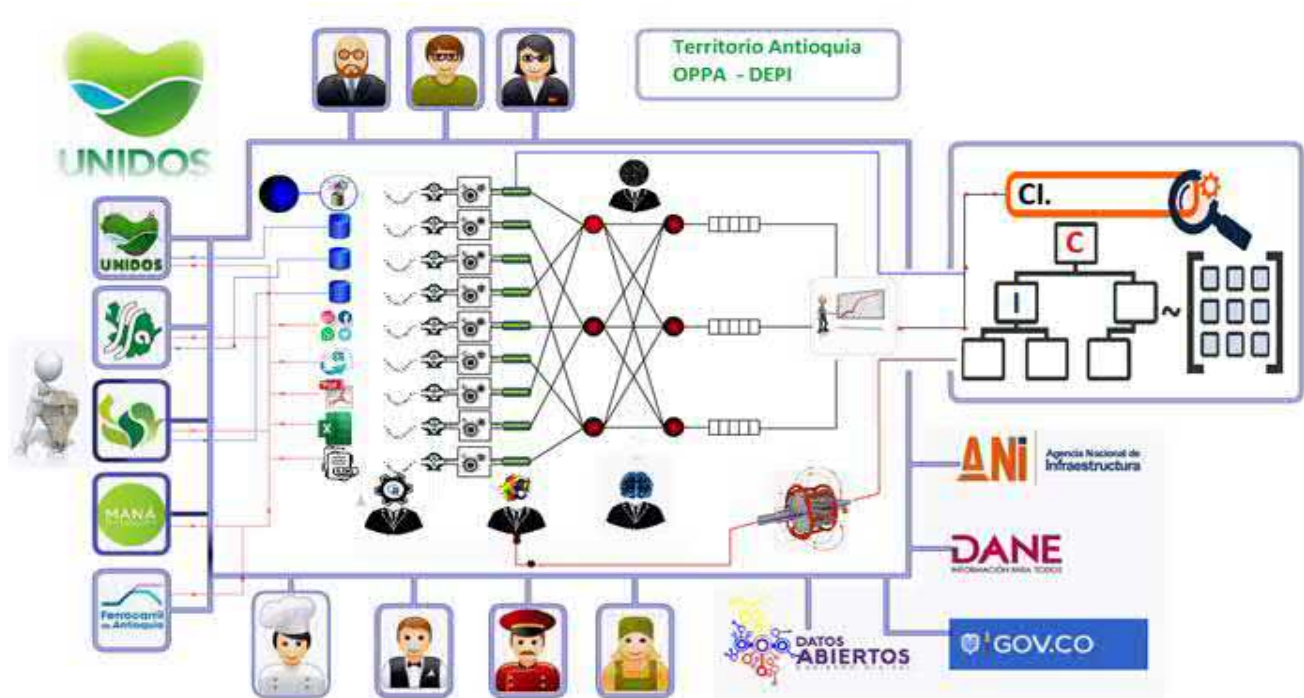 Territorio Antioquia
OPPA - DEPI
UNIDOS
CI.
C
I
~
UNIDOS
PDF
X
MANÁ
Ferrocarril
de Antioquia
ANI
Agencia Nacional de
Infraestructura
DANE
INFORMACIÓN PARA TODOS
DATOS
ABIERTOS
GOV.CO